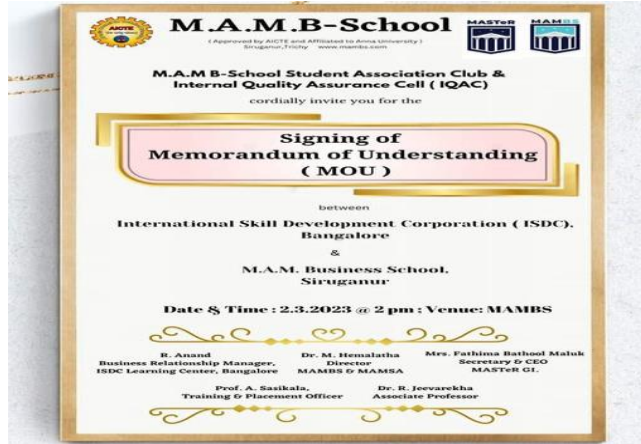 M.A.M.B-School
( Approved by AICTE and Affiliated to Anna University )
Siruganur,Trichy www.mambs.com
AICTE
MASTeR
MAMBS
M.A.M B-School Student Association Club &
Internal Quality Assurance Cell ( IQAC)
cordially invite you for the
Signing of
Memorandum of Understanding
( MOU )
between
International Skill Development Corporation ( ISDC),
Bangalore
&
M.A.M. Business School,
Siruganur
Date & Time : 2.3.2023 @ 2 pm ; Venue: MAMBS
R. Anand
Business Relationship Manager,
ISDC Learning Center, Bangalore
Dr. M. Hemalatha
Director
MAMBS & MAMSA
Mrs. Fathima Bathool Maluk
Secretary & CEO
MASTeR GI.
Prof. A. Sasikala,
Training & Placement Officer
Dr. R. Jeevarekha
Associate Professor